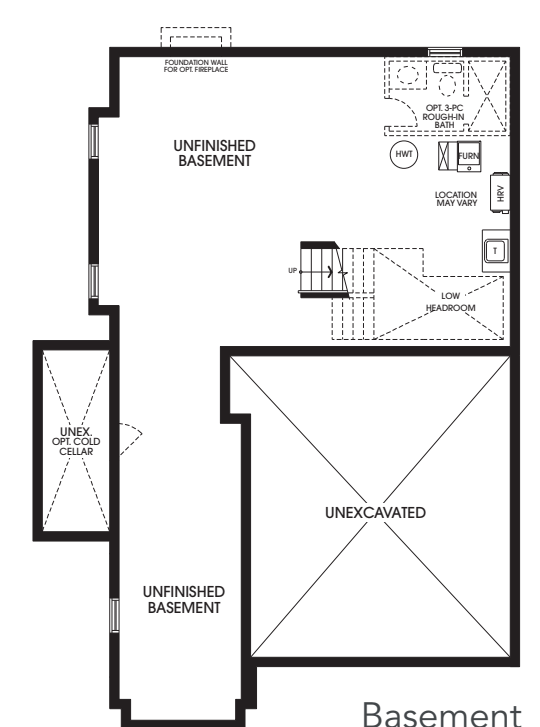 FOUNDATION WALL
FOR OPT. FIREPLACE
OPT. 3-PC
ROUGH-IN
BATH
UNFINISHED
BASEMENT
HWT
FURN
LOCATION
MAY VARY
HRV
T
UP
LOW
HEADROOM
UNEX.
OPT. COLD
CELLAR
UNEXCAVATED
UNFINISHED
BASEMENT
Basement